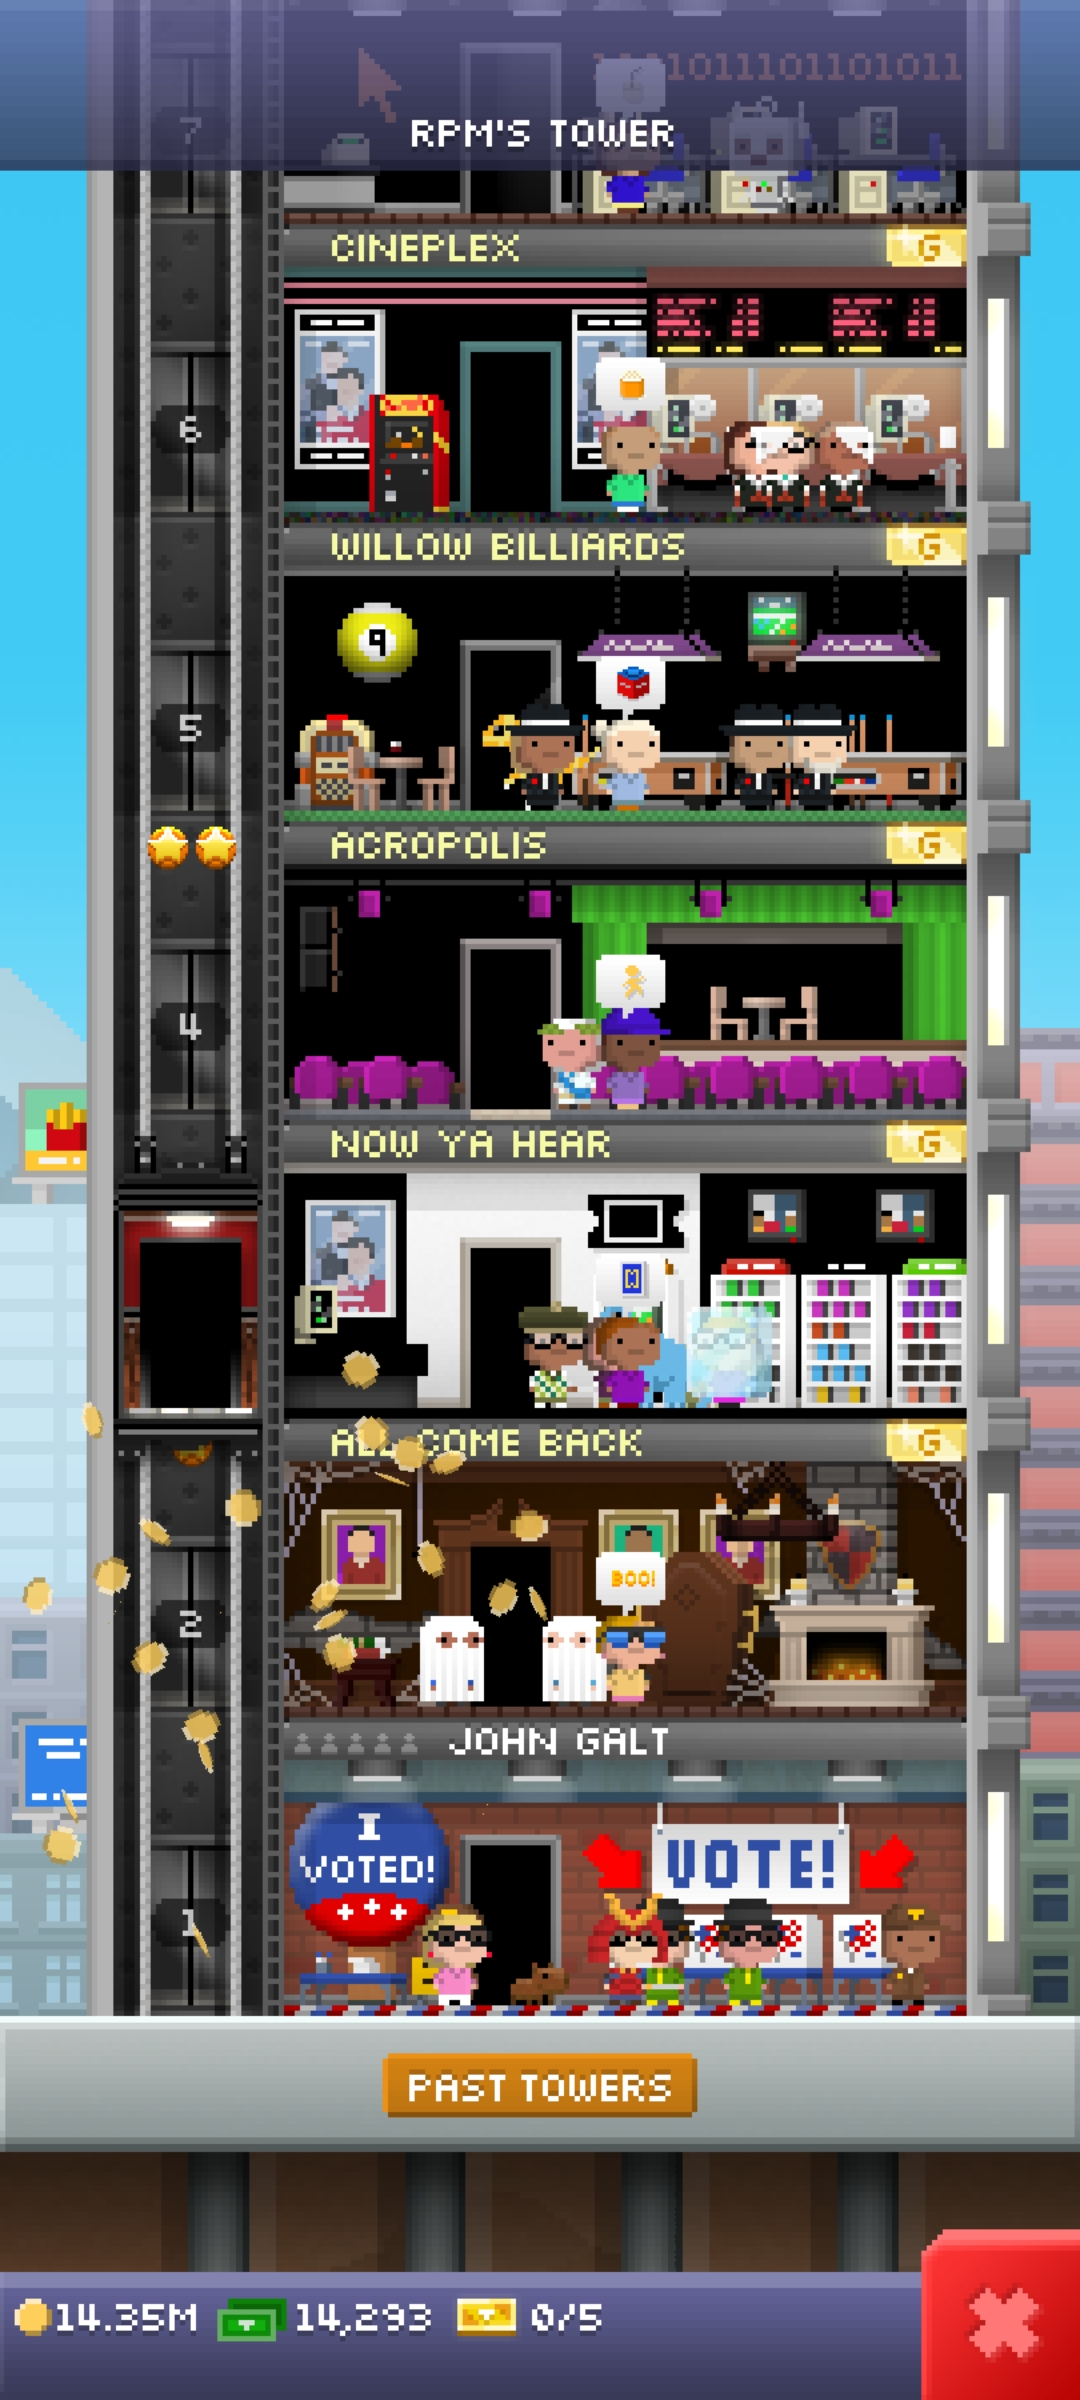 1011101101011
7
RPM'S TOWER
CINEPLEX
G
6
WILLOW BILLIARDS
G
9
5
ACROPOLIS
G
4
NOW YA HEAR
G
ALL COME BACK
G
BOO!
2
JOHN GALT
I
VOTED!
VOTE!
1
PAST TOWERS
14.35M
14,293
0/5